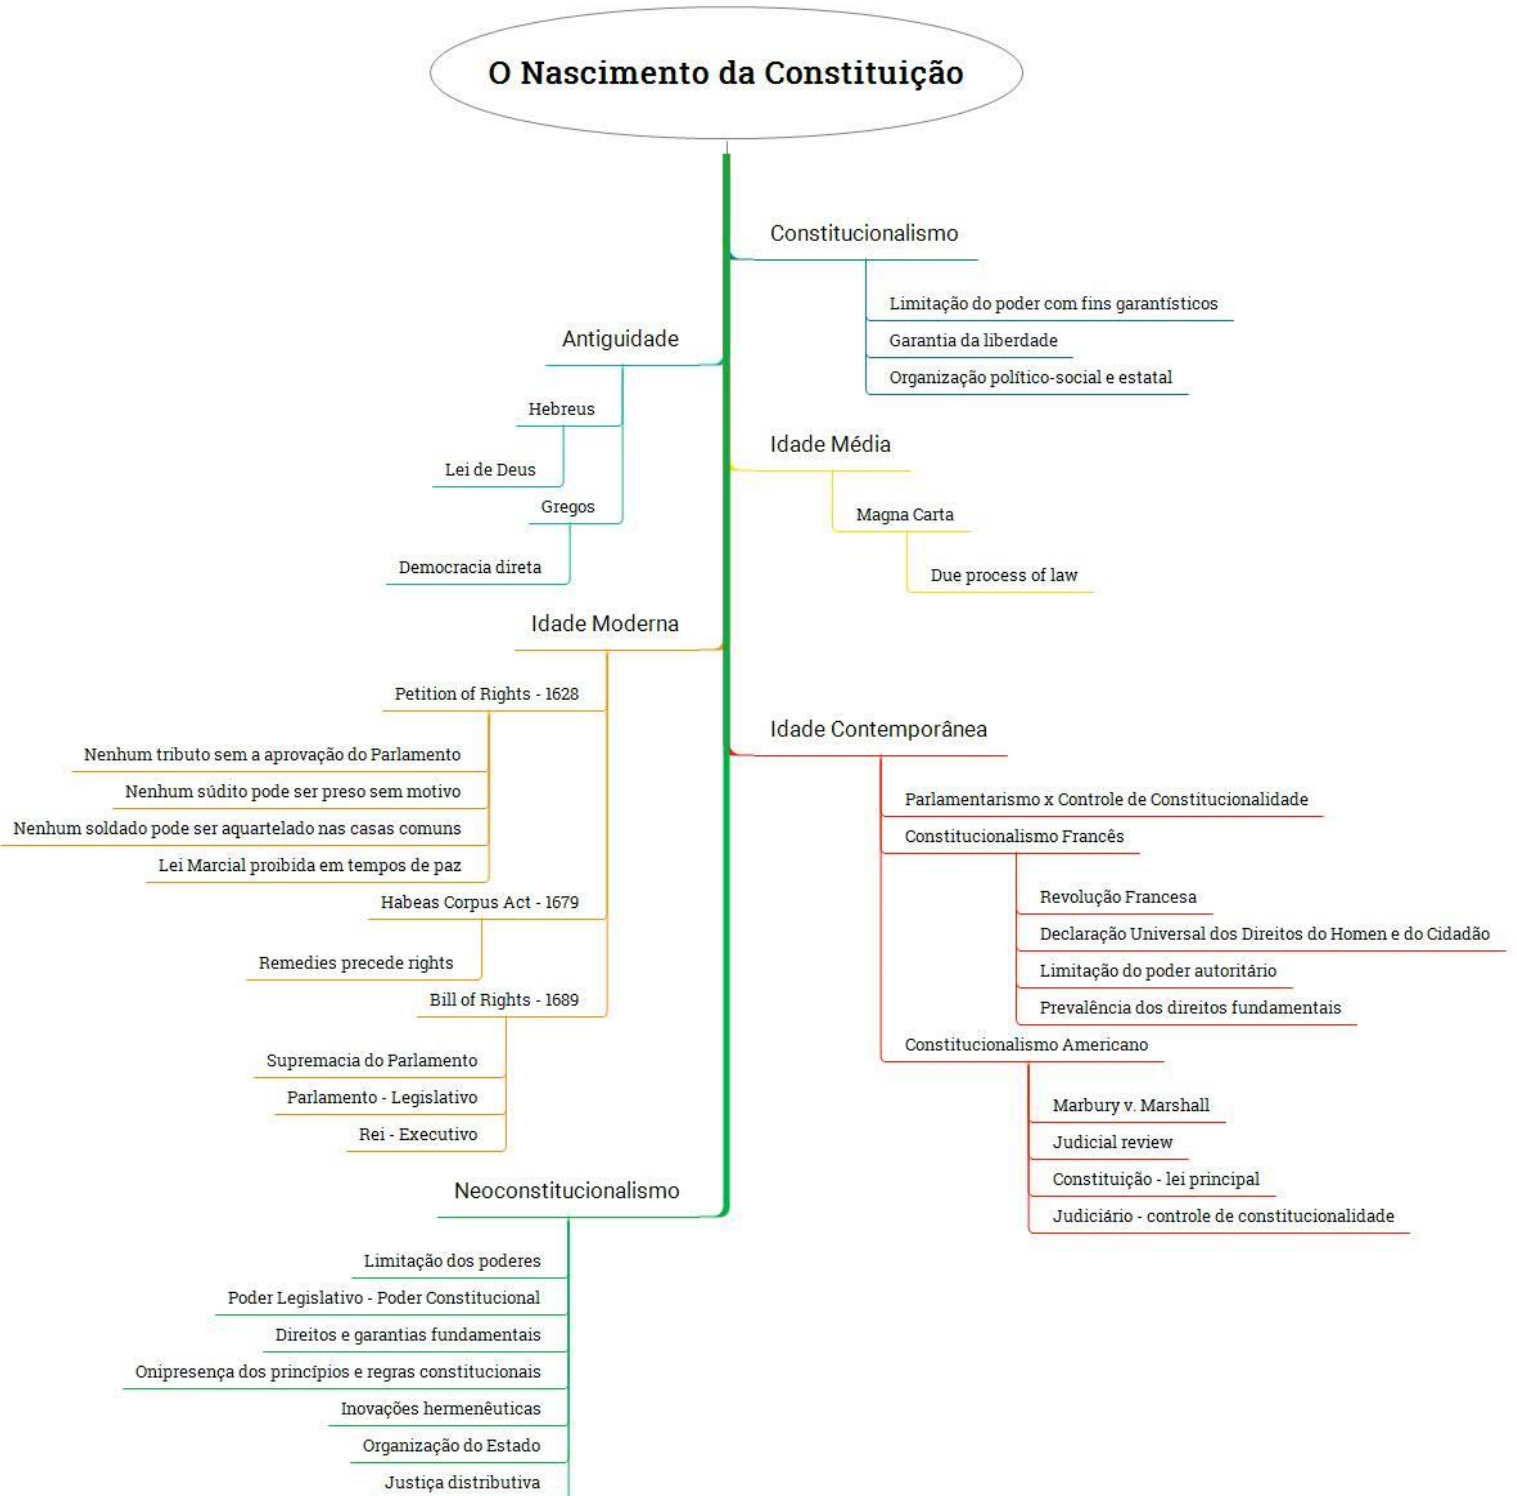 O Nascimento da Constituição
Constitucionalismo
Limitação do poder com fins garantísticos
Garantia da liberdade
Organização político-social e estatal
Antiguidade
Hebreus
Lei de Deus
Gregos
Democracia direta
Idade Média
Magna Carta
Due process of law
Idade Moderna
Petition of Rights - 1628
Nenhum tributo sem a aprovação do Parlamento
Nenhum súdito pode ser preso sem motivo
Nenhum soldado pode ser aquartelado nas casas comuns
Lei Marcial proibida em tempos de paz
Habeas Corpus Act - 1679
Remedies precede rights
Bill of Rights - 1689
Supremacia do Parlamento
Parlamento - Legislativo
Rei - Executivo
Idade Contemporânea
Parlamentarismo x Controle de Constitucionalidade
Constitucionalismo Francês
Revolução Francesa
Declaração Universal dos Direitos do Homen e do Cidadão
Limitação do poder autoritário
Prevalência dos direitos fundamentais
Constitucionalismo Americano
Marbury v. Marshall
Judicial review
Constituição - lei principal
Judiciário - controle de constitucionalidade
Neoconstitucionalismo
Limitação dos poderes
Poder Legislativo - Poder Constitucional
Direitos e garantias fundamentais
Onipresença dos princípios e regras constitucionais
Inovações hermenêuticas
Organização do Estado
Justiça distributiva